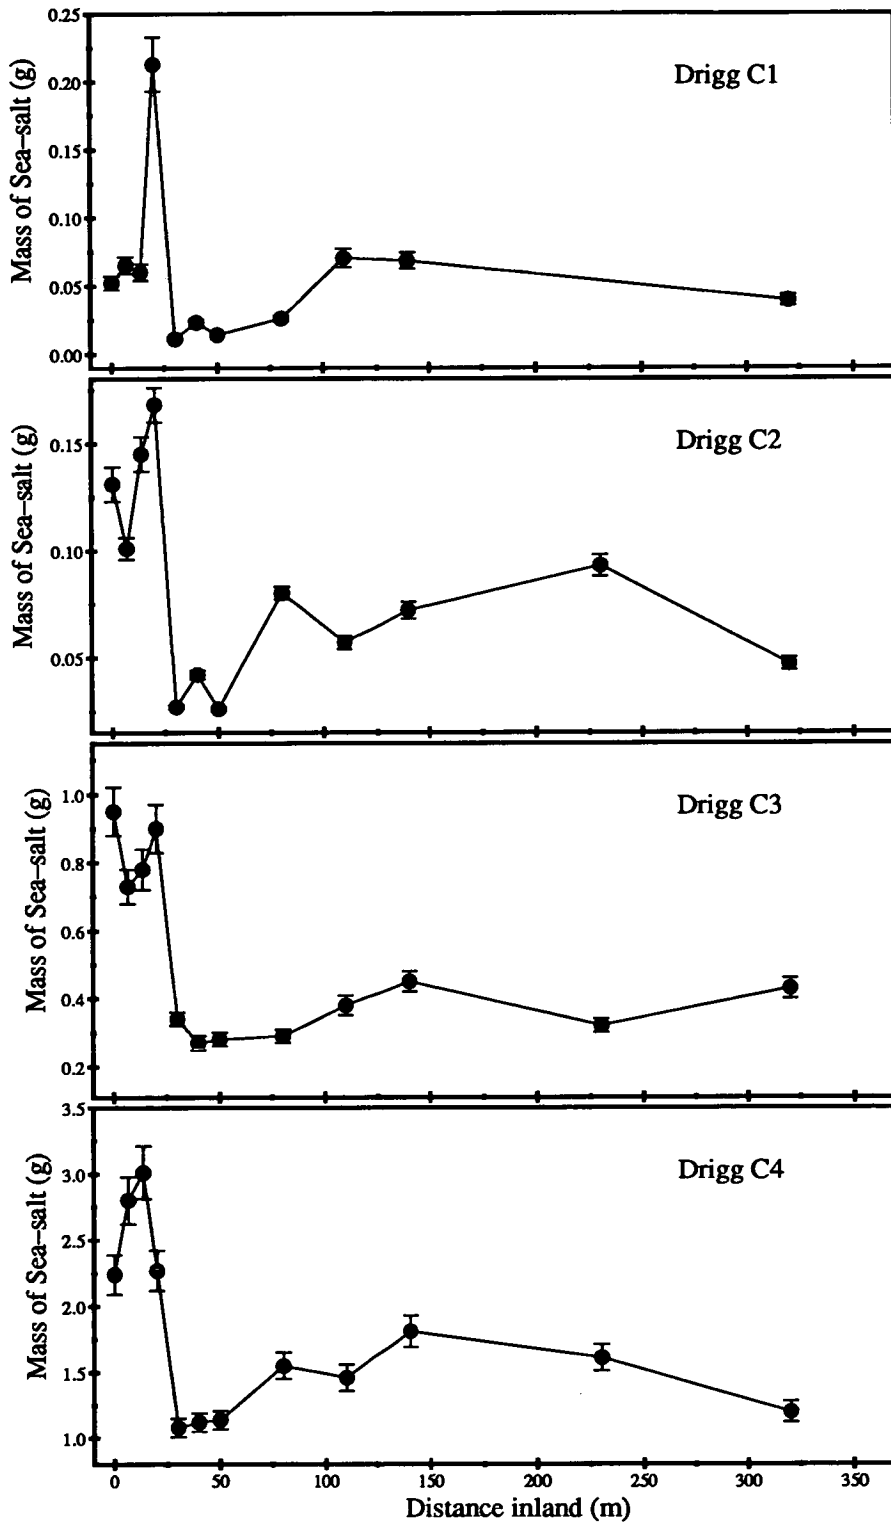 Mass of Sea–salt (g)
0.25
0.20
0.15
0.10
0.05
0.00
Drigg C1
Mass of Sea–salt (g)
0.15
0.10
0.05
Drigg C2
Mass of Sea–salt (g)
1.0
0.8
0.6
0.4
0.2
Drigg C3
Mass of Sea–salt (g)
3.5
3.0
2.5
2.0
1.5
1.0
Drigg C4
0 50 100 150 200 250 300 350
Distance inland (m)